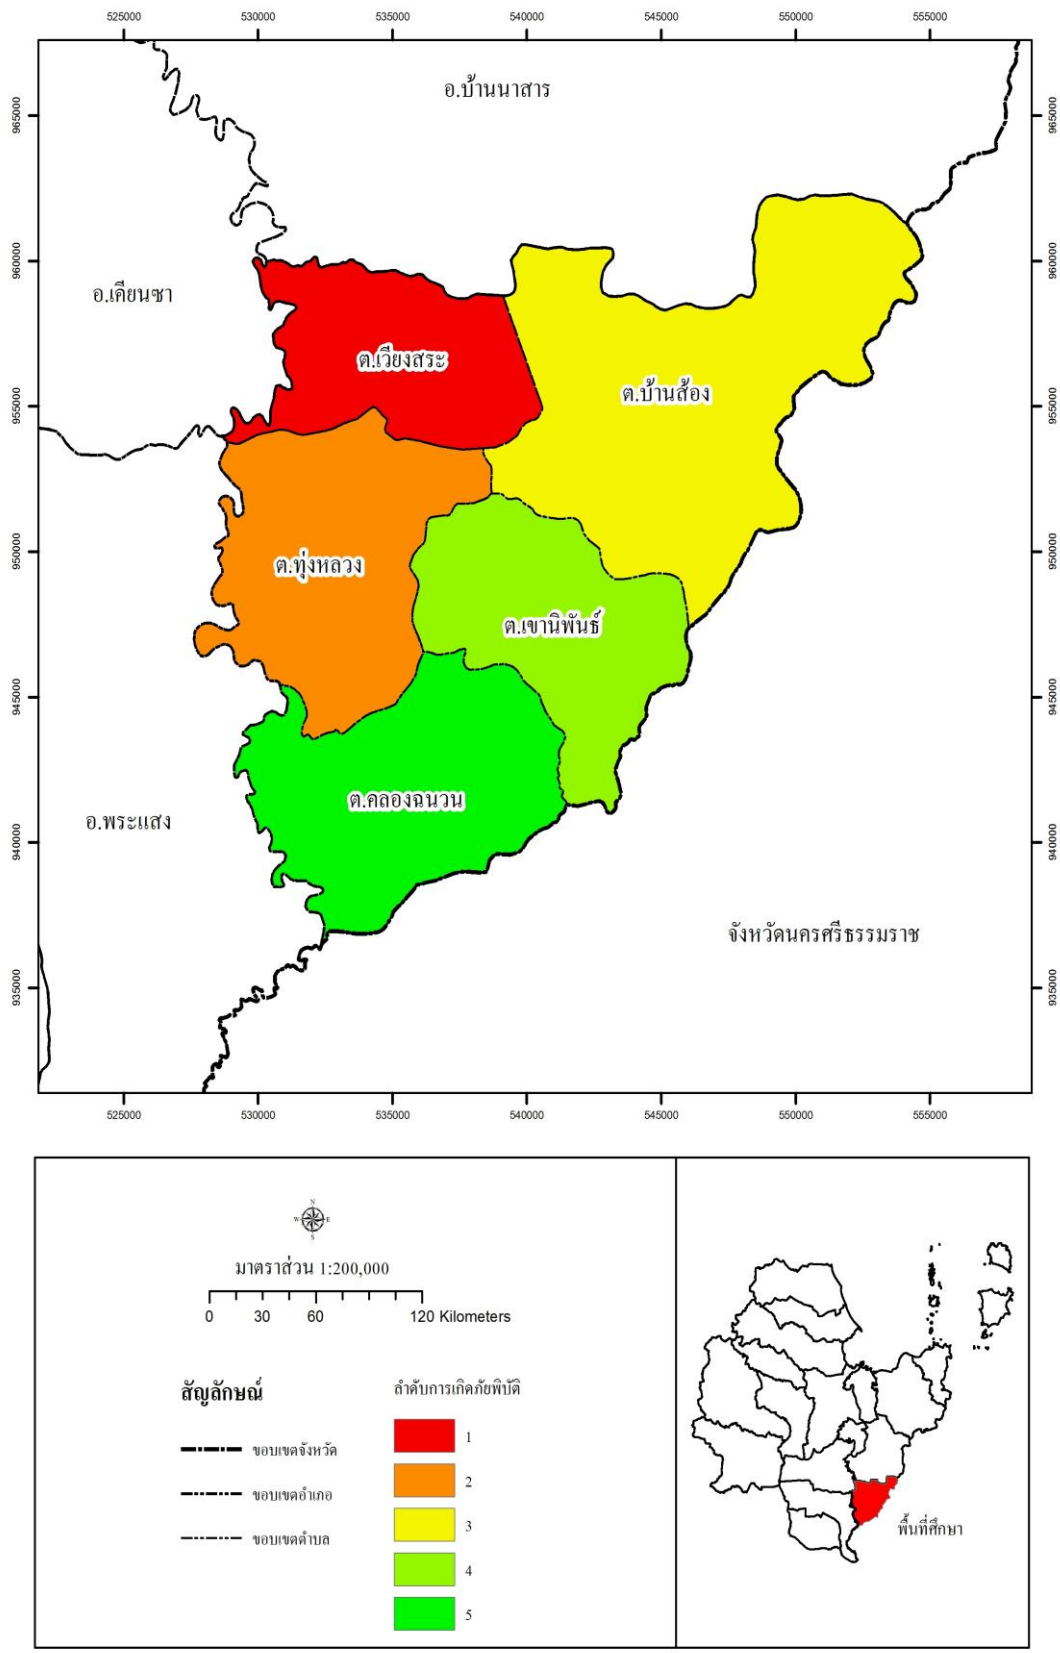 525000 530000 535000 540000 545000 550000 555000
965000 965000
อ.บ้านนาสาร
960000 960000
อ.เคียนซา
ต.เวียงสระ
ต.บ้านส้อง
955000 955000
950000 950000
ต.ทุ่งหลวง
ต.เขานิพันธ์
945000 945000
ต.คลองฉนวน
อ.พระแสง
940000 940000
จังหวัดนครศรีธรรมราช
935000 935000
525000 530000 535000 540000 545000 550000 555000
N
W E
S
มาตราส่วน 1:200,000
0 30 60 120 Kilometers
สัญลักษณ์
ลำดับการเกิดภัยพิบัติ
ขอบเขตจังหวัด
ขอบเขตอำเภอ
ขอบเขตตำบล
1
2
3
4
5
พื้นที่ศึกษา